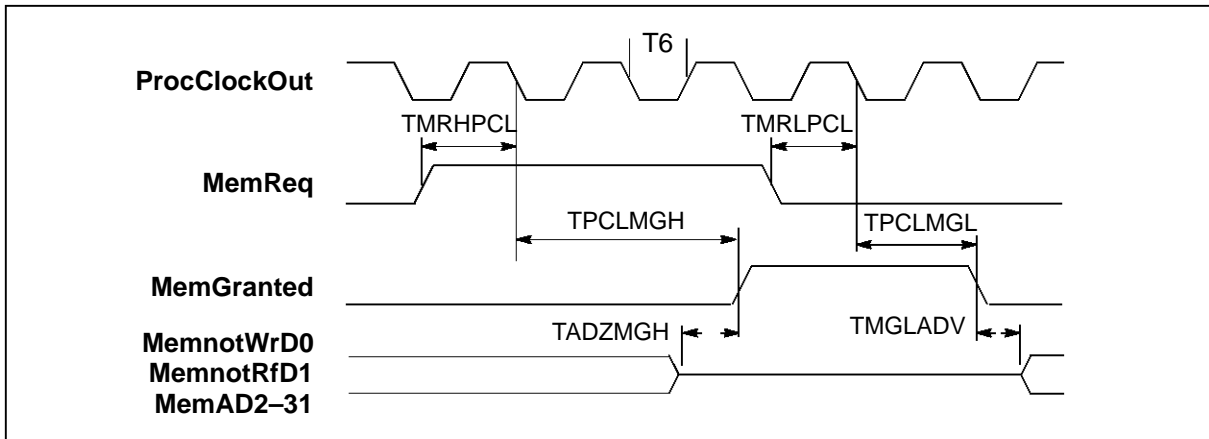 T6
ProcClockOut
TMRHPCL TMRLPCL
MemReq
TPCLMGH TPCLMGL
MemGranted
TADZMGH TMGLADV
MemnotWrD0
MemnotRfD1
MemAD2–31